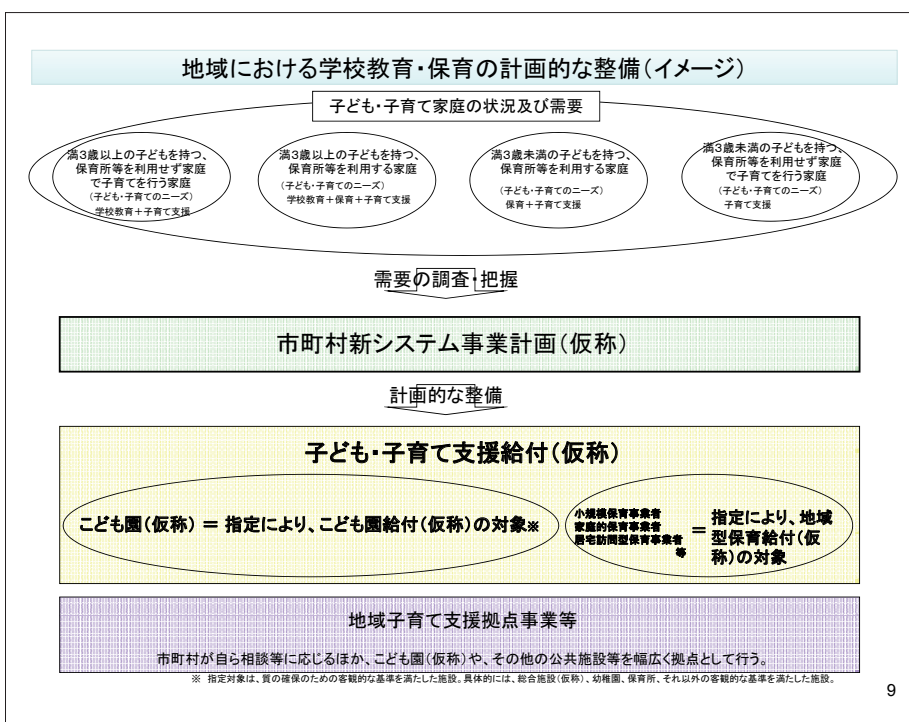 地域における学校教育・保育の計画的な整備(イメージ)
子ども・子育て家庭の状況及び需要
満3歳以上の子どもを持つ、
保育所等を利用せず家庭
で子育てを行う家庭
(子ども・子育てのニーズ)
学校教育+子育て支援
満3歳以上の子どもを持つ、
保育所等を利用する家庭
(子ども・子育てのニーズ)
学校教育+保育+子育て支援
満3歳未満の子どもを持つ、
保育所等を利用する家庭
(子ども・子育てのニーズ)
保育+子育て支援
満3歳未満の子どもを持つ、
保育所等を利用せず家庭
で子育てを行う家庭
(子ども・子育てのニーズ)
子育て支援
需要の調査・把握
市町村新システム事業計画(仮称)
計画的な整備
子ども・子育て支援給付(仮称)
こども園(仮称) = 指定により、こども園給付(仮称)の対象※
小規模保育事業者
家庭的保育事業者
居宅訪問型保育事業者
等
=
指定により、地域
型保育給付(仮
称)の対象
地域子育て支援拠点事業等
市町村が自ら相談等に応じるほか、こども園(仮称)や、その他の公共施設等を幅広く拠点として行う。
※ 指定対象は、質の確保のための客観的な基準を満たした施設。具体的には、総合施設(仮称)、幼稚園、保育所、それ以外の客観的な基準を満たした施設。
9